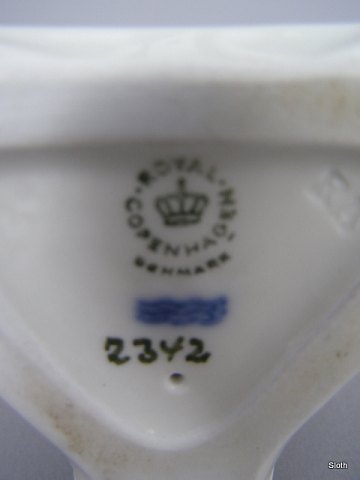 ROYAL
COPENHAGEN
DENMARK
2342
Sloth